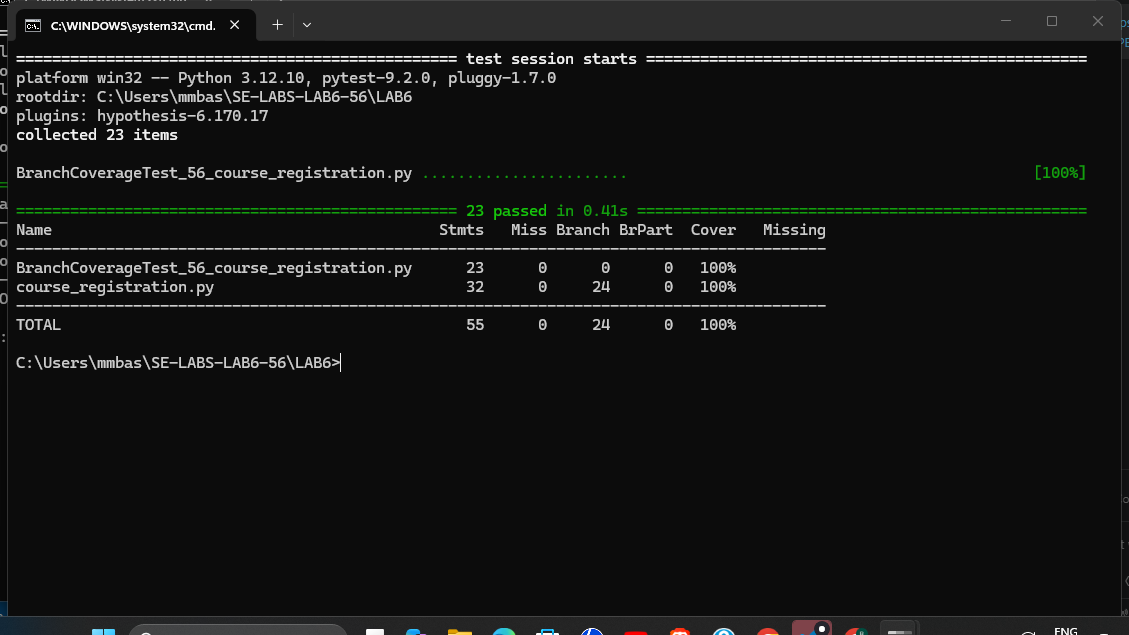 C:\WINDOWS\system32\cmd.
================================================= test session starts =================================================
platform win32 -- Python 3.12.10, pytest-9.2.0, pluggy-1.7.0
rootdir: C:\Users\mmbas\SE-LABS-LAB6-56\LAB6
plugins: hypothesis-6.170.17
collected 23 items
BranchCoverageTest_56_course_registration.py ....................... [100%]
================================================= 23 passed in 0.41s ==================================================
Name Stmts Miss Branch BrPart Cover Missing
------------------------------------------------------------------------------------------
BranchCoverageTest_56_course_registration.py 23 0 0 0 100%
course_registration.py 32 0 24 0 100%
------------------------------------------------------------------------------------------
TOTAL 55 0 24 0 100%
C:\Users\mmbas\SE-LABS-LAB6-56\LAB6>
ENG